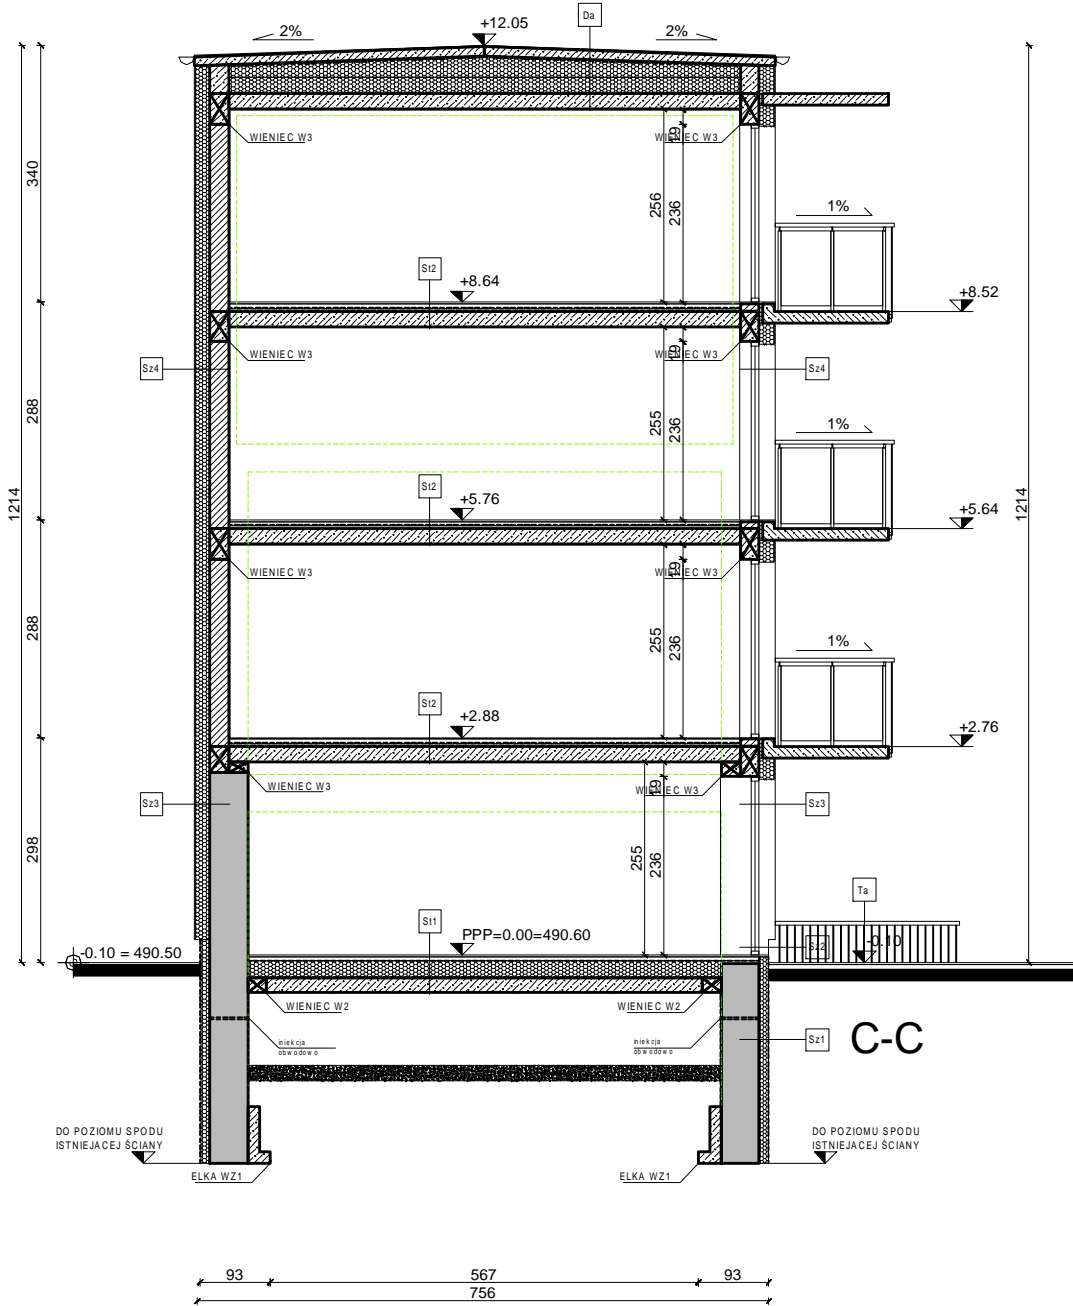 +12.05
Da
2%
2%
WIENIEC W3
WIENIEC W3
19
340
256
236
1%
St2
+8.64
+8.52
WIENIEC W3
WIENIEC W3
19
Sz4
Sz4
288
255
236
1%
St2
+5.76
+5.64
1214
1214
WIENIEC W3
WIENIEC W3
19
288
255
236
1%
St2
+2.88
+2.76
WIENIEC W3
WIENIEC W3
19
Sz3
Sz3
298
255
236
Ta
St1
PPP=0.00=490.60
-0.10 = 490.50
Sz2
-0.10
WIENIEC W2
WIENIEC W2
iniekcja
obwodowo
iniekcja
obwodowo
Sz1
C-C
DO POZIOMU SPODU
ISTNIEJACEJ ŚCIANY
DO POZIOMU SPODU
ISTNIEJACEJ ŚCIANY
ELKA WZ1
ELKA WZ1
93
567
93
756